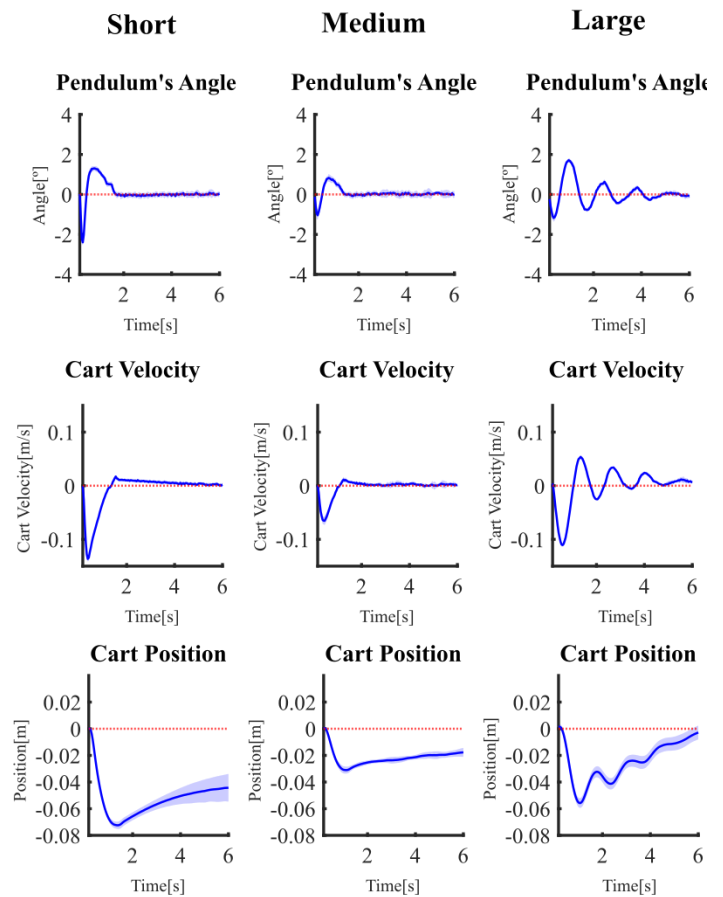 Short Medium Large
Pendulum's Angle Pendulum's Angle Pendulum's Angle
4 4 4
2 2 2
0 0 0
-2 -2 -2
-4 -4 -4
Angle[º] Angle[º] Angle[º]
2 4 6 2 4 6 2 4 6
Time[s] Time[s] Time[s]
Cart Velocity Cart Velocity Cart Velocity
0.1 0.1 0.1
0 0 0
-0.1 -0.1 -0.1
Cart Velocity[m/s] Cart Velocity[m/s] Cart Velocity[m/s]
2 4 6 2 4 6 2 4 6
Time[s] Time[s] Time[s]
Cart Position Cart Position Cart Position
0.02 0.02 0.02
0 0 0
-0.02 -0.02 -0.02
-0.04 -0.04 -0.04
-0.06 -0.06 -0.06
-0.08 -0.08 -0.08
Position[m] Position[m] Position[m]
2 4 6 2 4 6 2 4 6
Time[s] Time[s] Time[s]